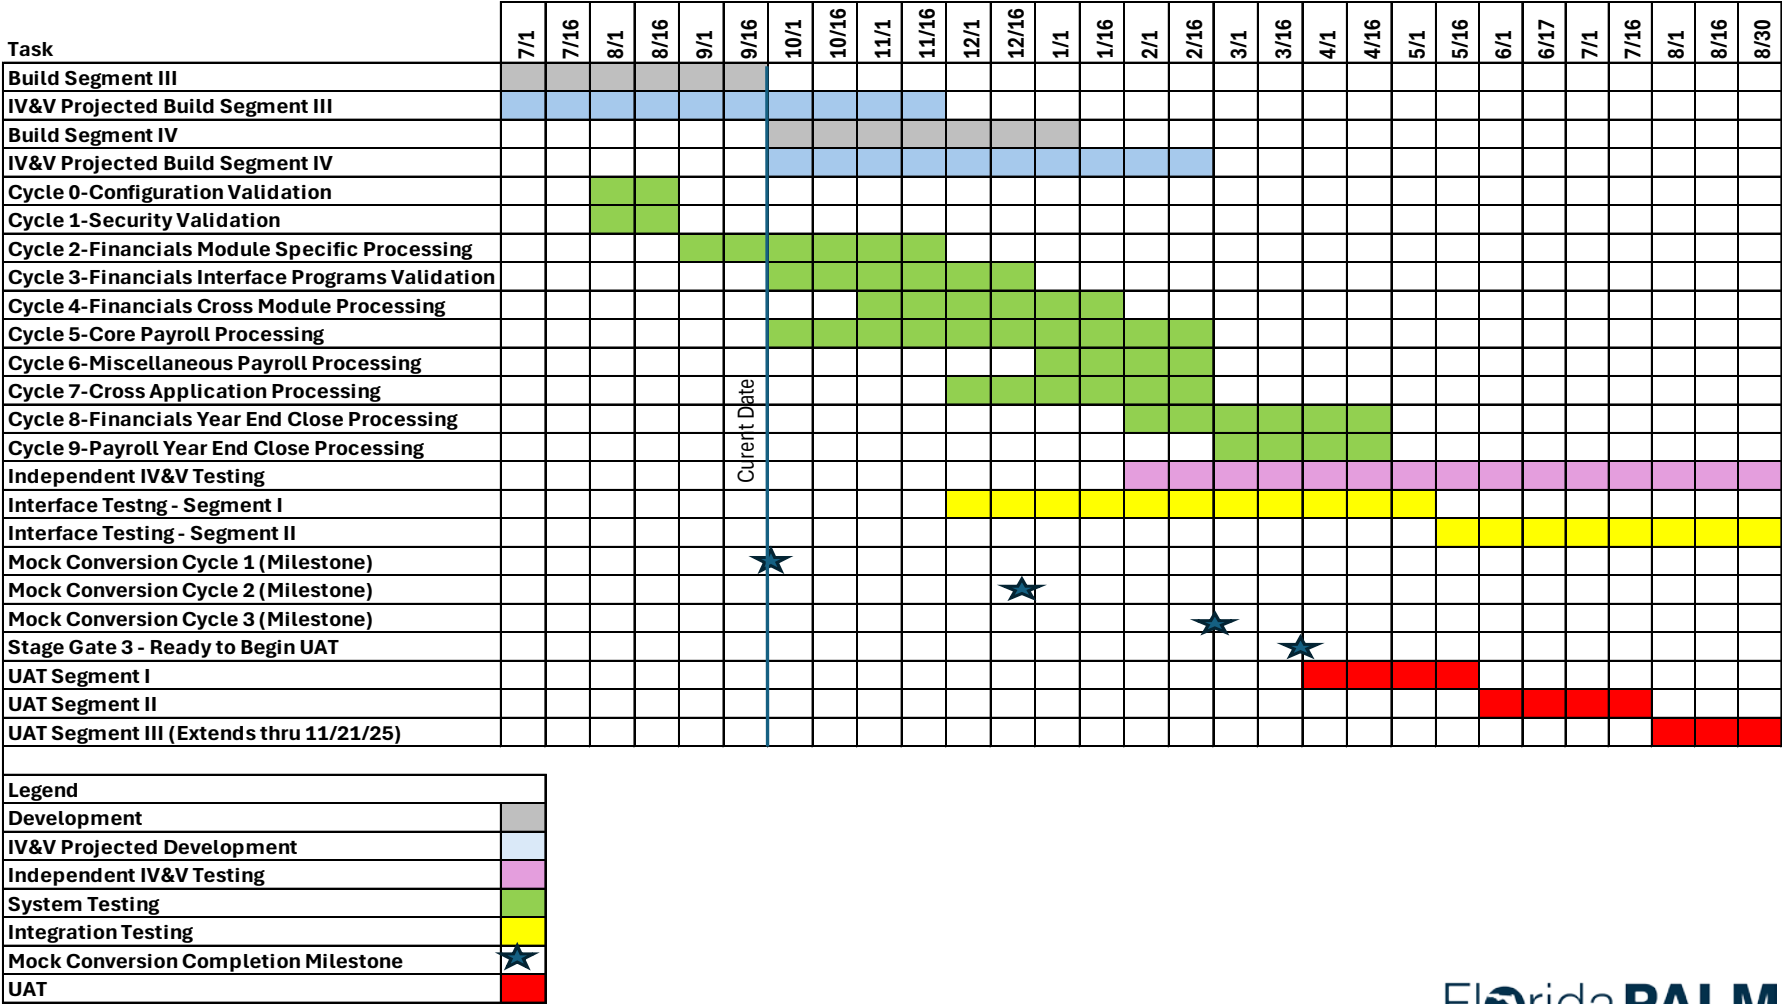 Task 7/1 7/16 8/1 8/16 9/1 9/16 10/1 10/16 11/1 11/16 12/1 12/16 1/1 1/16 2/1 2/16 3/1 3/16 4/1 4/16 5/1 5/16 6/1 6/17 7/1 7/16 8/1 8/16 8/30
Build Segment III
IV&V Projected Build Segment III
Build Segment IV
IV&V Projected Build Segment IV
Cycle 0-Configuration Validation
Cycle 1-Security Validation
Cycle 2-Financials Module Specific Processing
Cycle 3-Financials Interface Programs Validation
Cycle 4-Financials Cross Module Processing
Cycle 5-Core Payroll Processing
Cycle 6-Miscellaneous Payroll Processing
Cycle 7-Cross Application Processing
Cycle 8-Financials Year End Close Processing
Cycle 9-Payroll Year End Close Processing
Curent Date
Independent IV&V Testing
Interface Testng - Segment I
Interface Testing - Segment II
Mock Conversion Cycle 1 (Milestone)
Mock Conversion Cycle 2 (Milestone)
Mock Conversion Cycle 3 (Milestone)
Stage Gate 3 - Ready to Begin UAT
UAT Segment I
UAT Segment II
UAT Segment III (Extends thru 11/21/25)
Legend
Development
IV&V Projected Development
Independent IV&V Testing
System Testing
Integration Testing
Mock Conversion Completion Milestone
UAT
Florida PALM